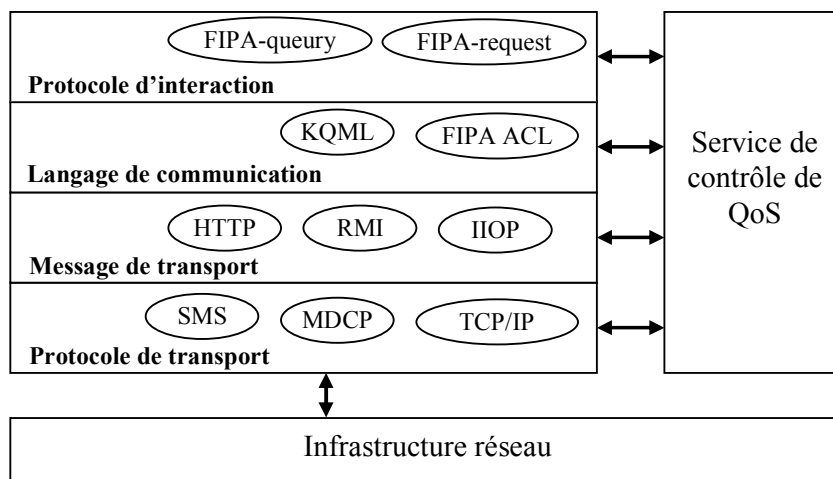 FIPA-queury FIPA-request
Protocole d'interaction
KQML FIPA ACL
Langage de communication
HTTP RMI IIOP
Message de transport
SMS MDCP TCP/IP
Protocole de transport
Service de
contrôle de
QoS
Infrastructure réseau